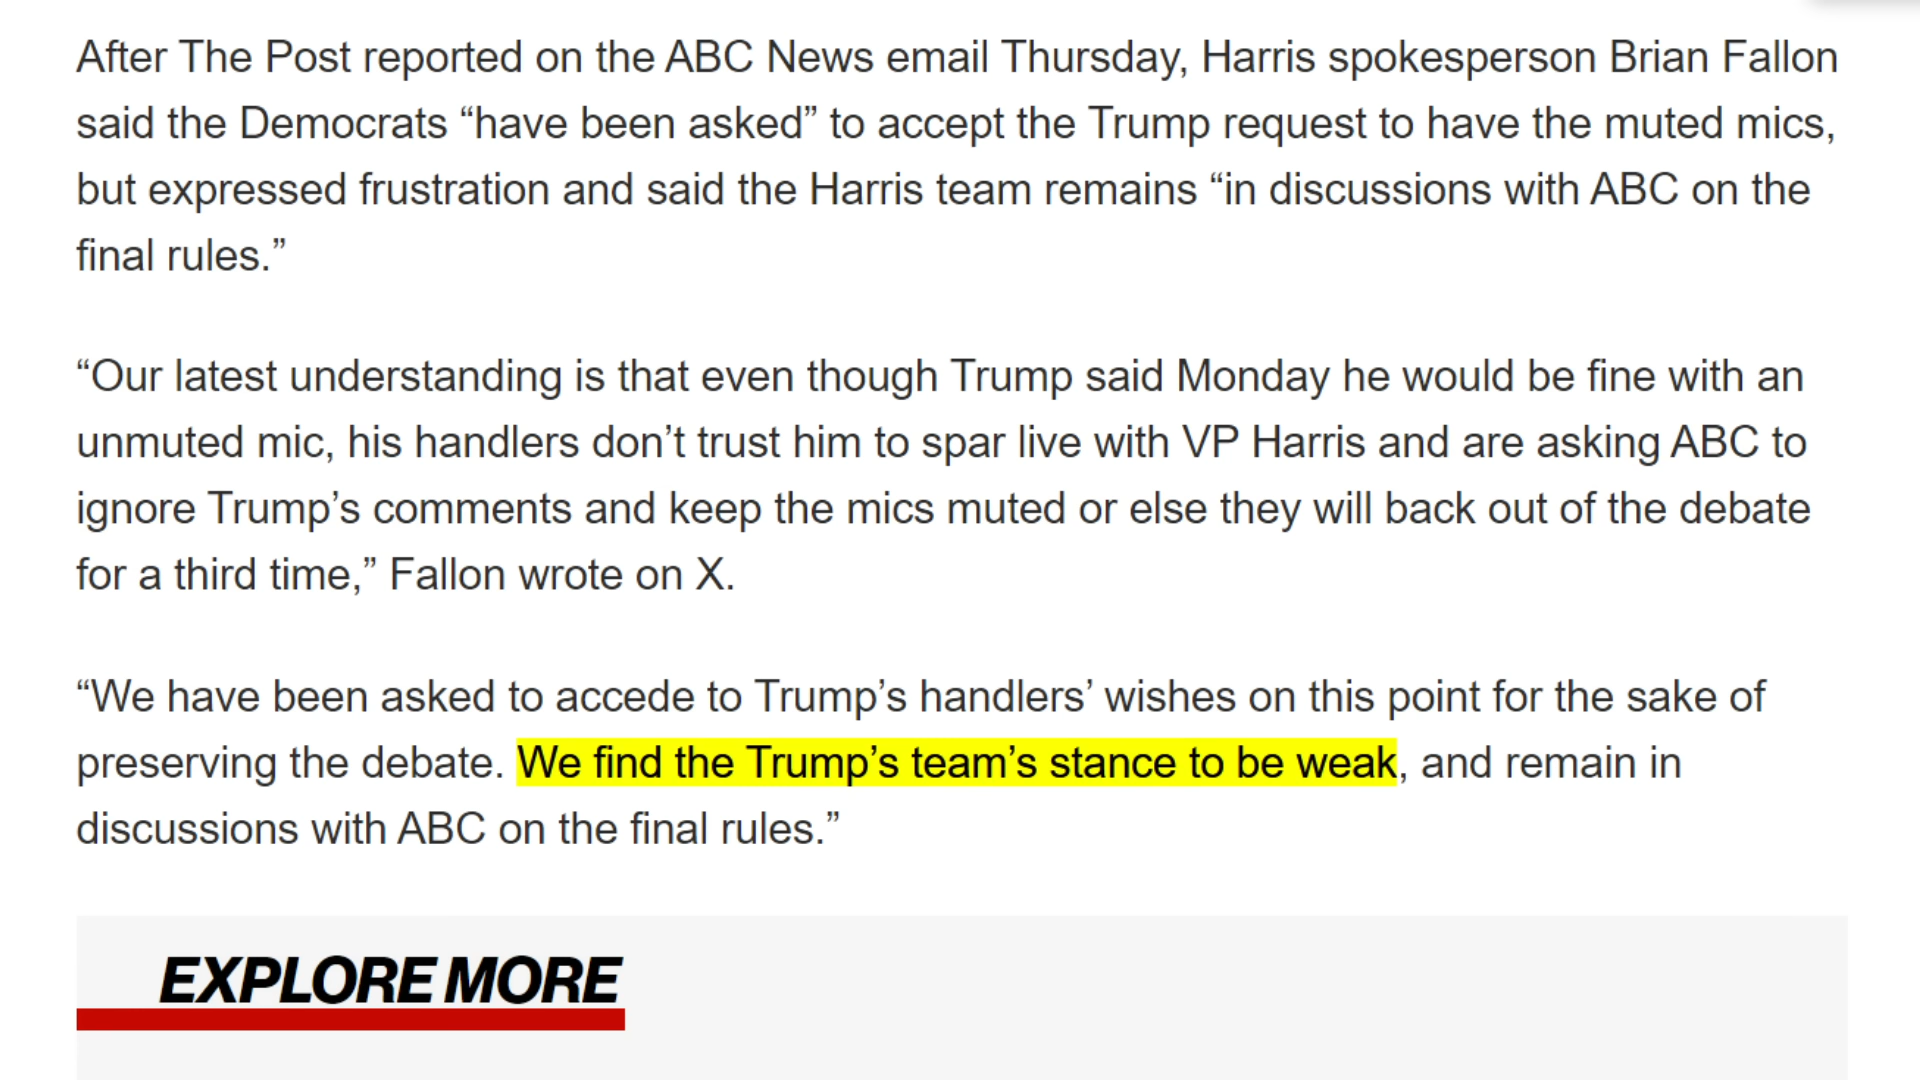 After The Post reported on the ABC News email Thursday, Harris spokesperson Brian Fallon
said the Democrats “have been asked” to accept the Trump request to have the muted mics,
but expressed frustration and said the Harris team remains “in discussions with ABC on the
final rules.”
“Our latest understanding is that even though Trump said Monday he would be fine with an
unmuted mic, his handlers don’t trust him to spar live with VP Harris and are asking ABC to
ignore Trump’s comments and keep the mics muted or else they will back out of the debate
for a third time,” Fallon wrote on X.
“We have been asked to accede to Trump’s handlers’ wishes on this point for the sake of
preserving the debate. We find the Trump’s team’s stance to be weak, and remain in
discussions with ABC on the final rules.”
EXPLORE MORE